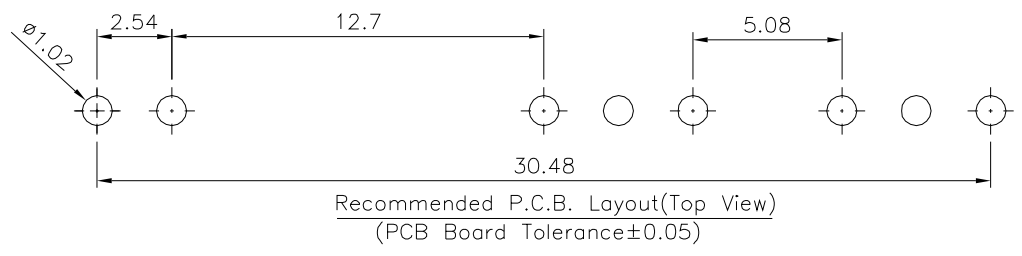 2.54
12.7
5.08
ø1.02
30.48
Recommended P.C.B. Layout(Top View)
(PCB Board Tolerance±0.05)